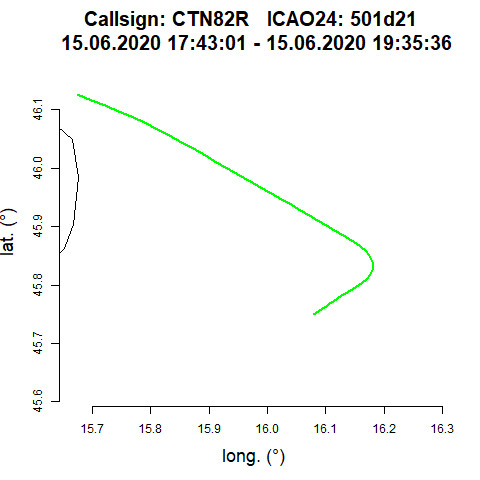 Callsign: CTN82R   ICAO24: 501d21
15.06.2020 17:43:01 - 15.06.2020 19:35:36
lat. (°)
46.1
46.0
45.9
45.8
45.7
45.6
15.7 15.8 15.9 16.0 16.1 16.2 16.3
long. (°)